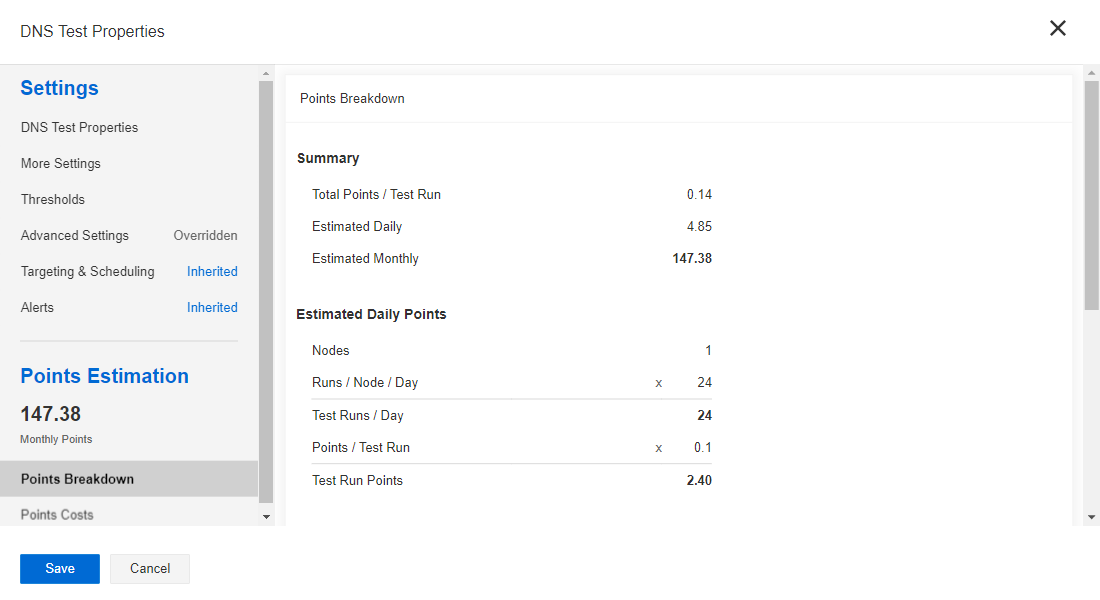 DNS Test Properties
Settings
DNS Test Properties
More Settings
Thresholds
Advanced Settings Overridden
Targeting & Scheduling Inherited
Alerts Inherited
Points Estimation
147.38
Monthly Points
Points Breakdown
Points Costs
Points Breakdown
Summary
Total Points / Test Run 0.14
Estimated Daily 4.85
Estimated Monthly 147.38
Estimated Daily Points
Nodes 1
Runs / Node / Day x 24
Test Runs / Day 24
Points / Test Run x 0.1
Test Run Points 2.40
Save Cancel